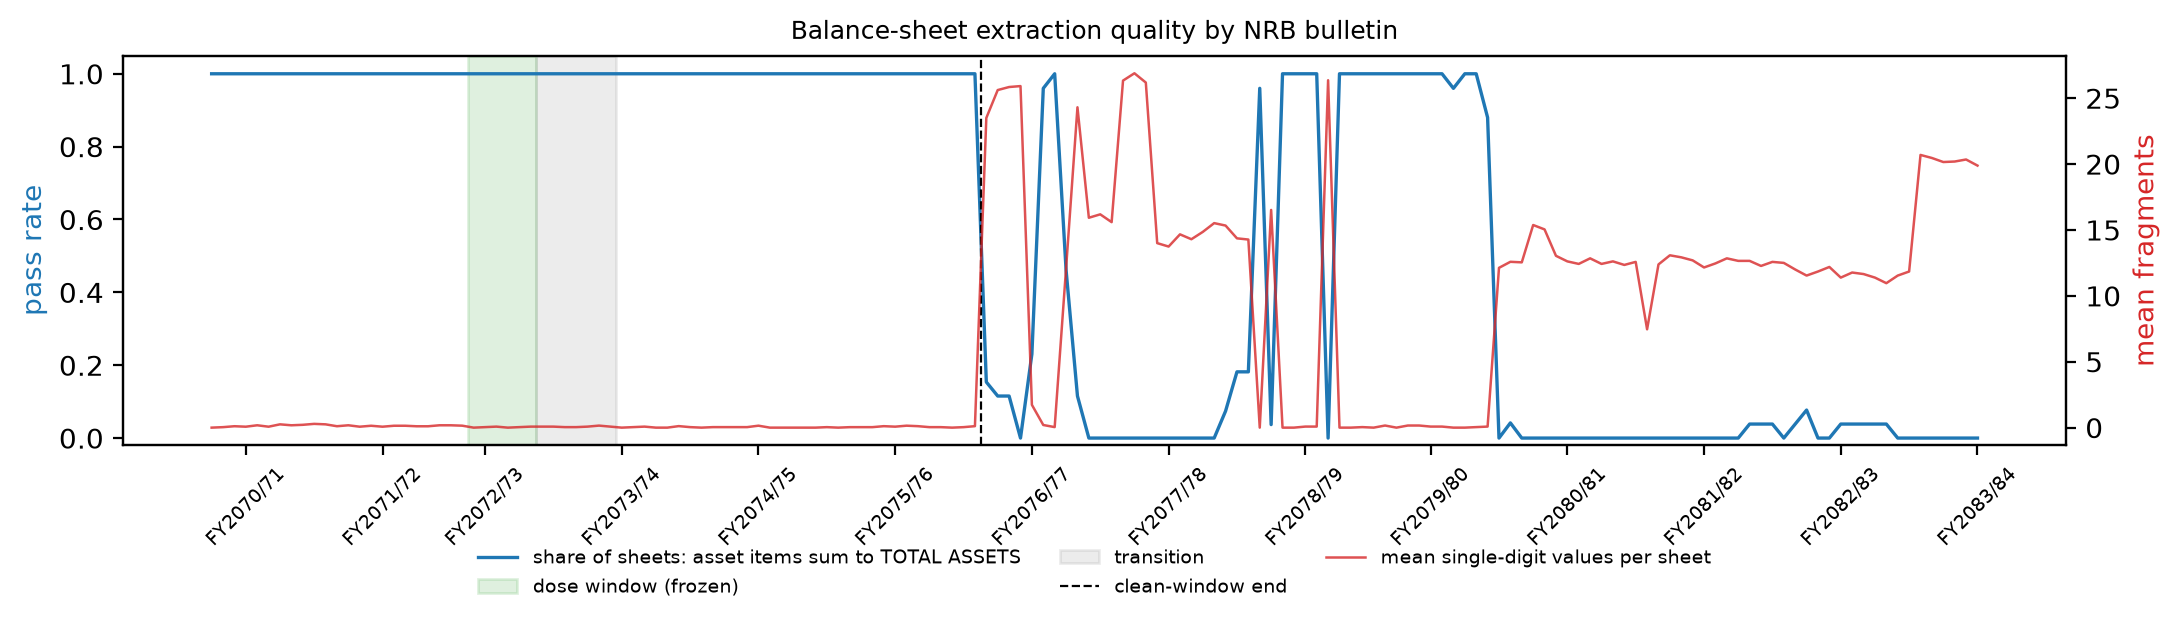 Balance-sheet extraction quality by NRB bulletin
pass rate
1.0
0.8
0.6
0.4
0.2
0.0
mean fragments
25
20
15
10
5
0
FY2070/71
FY2071/72
FY2072/73
FY2073/74
FY2074/75
FY2075/76
FY2076/77
FY2077/78
FY2078/79
FY2079/80
FY2080/81
FY2081/82
FY2082/83
FY2083/84
share of sheets: asset items sum to TOTAL ASSETS
dose window (frozen)
transition
clean-window end
mean single-digit values per sheet